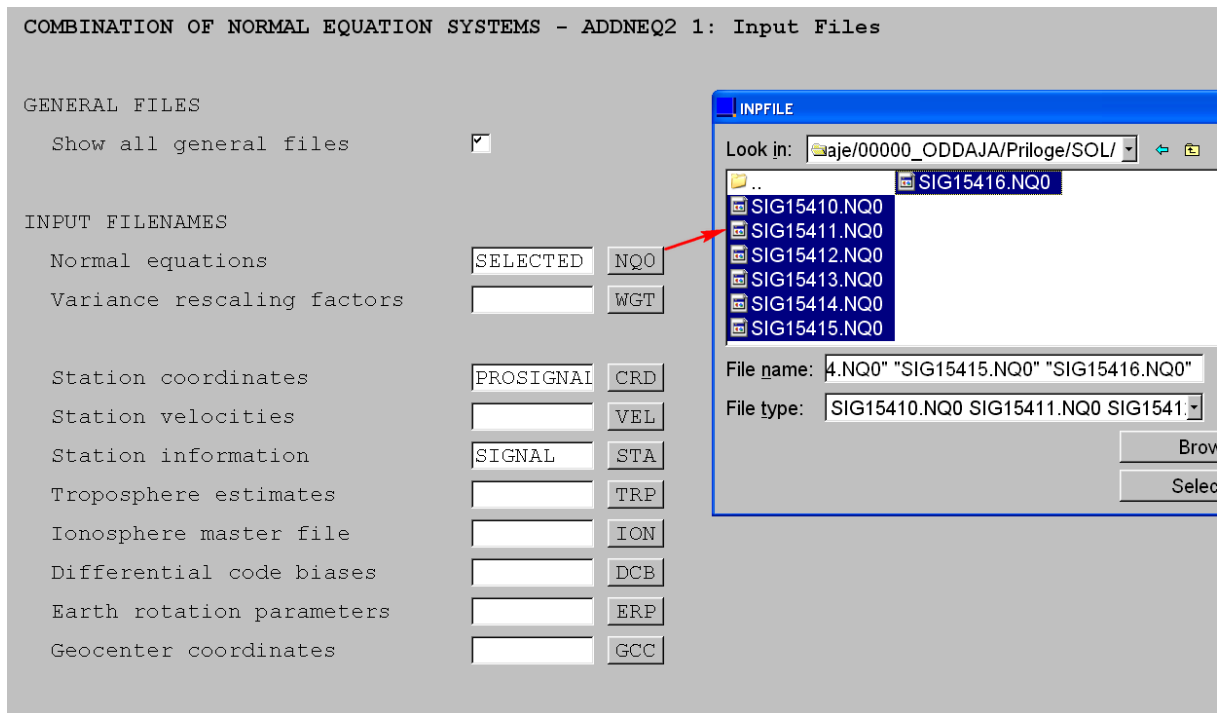 COMBINATION OF NORMAL EQUATION SYSTEMS - ADDNEQ2 1: Input Files
GENERAL FILES
Show all general files
INPUT FILENAMES
Normal equations SELECTED NQ0
Variance rescaling factors WGT
Station coordinates PROSIGNAL CRD
Station velocities VEL
Station information SIGNAL STA
Troposphere estimates TRP
Ionosphere master file ION
Differential code biases DCB
Earth rotation parameters ERP
Geocenter coordinates GCC
INPFILE
Look in: aje/00000_ODDAJA/Priloge/SOL/
..
SIG15410.NQ0
SIG15411.NQ0
SIG15412.NQ0
SIG15413.NQ0
SIG15414.NQ0
SIG15415.NQ0
SIG15416.NQ0
File name: 4.NQ0" "SIG15415.NQ0" "SIG15416.NQ0"
File type: SIG15410.NQ0 SIG15411.NQ0 SIG1541
Brow
Selec